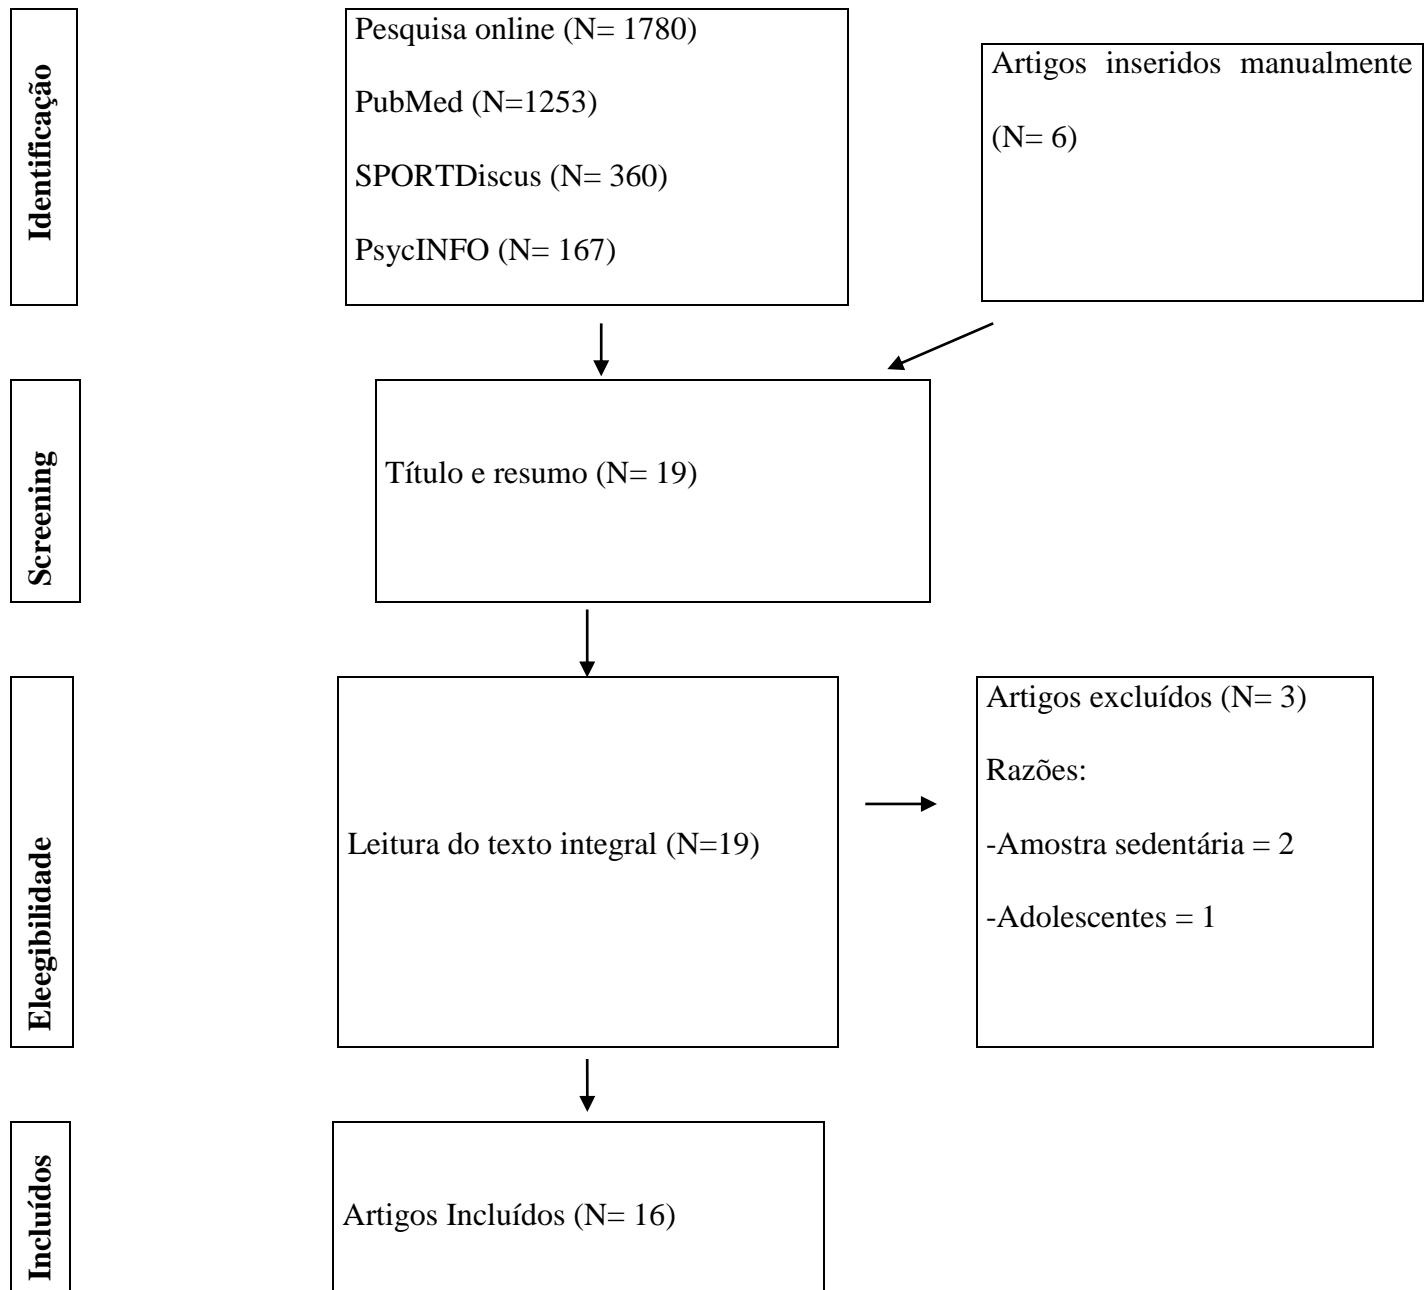 Identificação
Pesquisa online (N= 1780)
PubMed (N=1253)
SPORTDiscus (N= 360)
PsycINFO (N= 167)
Artigos inseridos manualmente
(N= 6)
Screening
Título e resumo (N= 19)
Eleegibilidade
Leitura do texto integral (N=19)
Artigos excluídos (N= 3)
Razões:
-Amostra sedentária = 2
-Adolescentes = 1
Incluídos
Artigos Incluídos (N= 16)